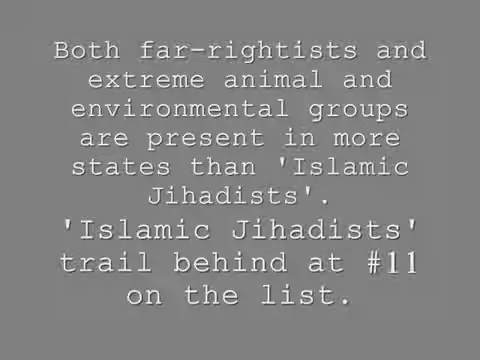 Both far-rightists and
extreme animal and
environmental groups
are present in more
states than 'Islamic
Jihadists'.
'Islamic Jihadists'
trail behind at #11
on the list.